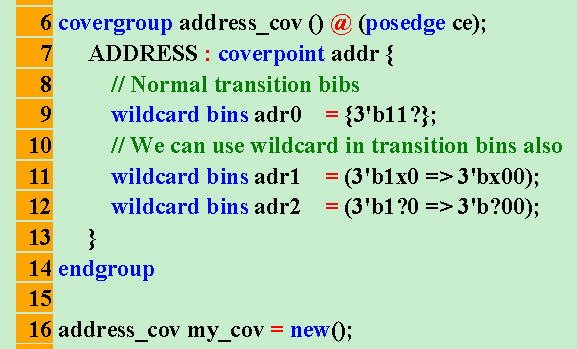 6 covergroup address_cov () @ (posedge ce);
7 ADDRESS : coverpoint addr {
8 // Normal transition bibs
9 wildcard bins adr0 = {3'b11?};
10 // We can use wildcard in transition bins also
11 wildcard bins adr1 = (3'b1x0 => 3'bx00);
12 wildcard bins adr2 = (3'b1?0 => 3'b?00);
13 }
14 endgroup
15
16 address_cov my_cov = new();